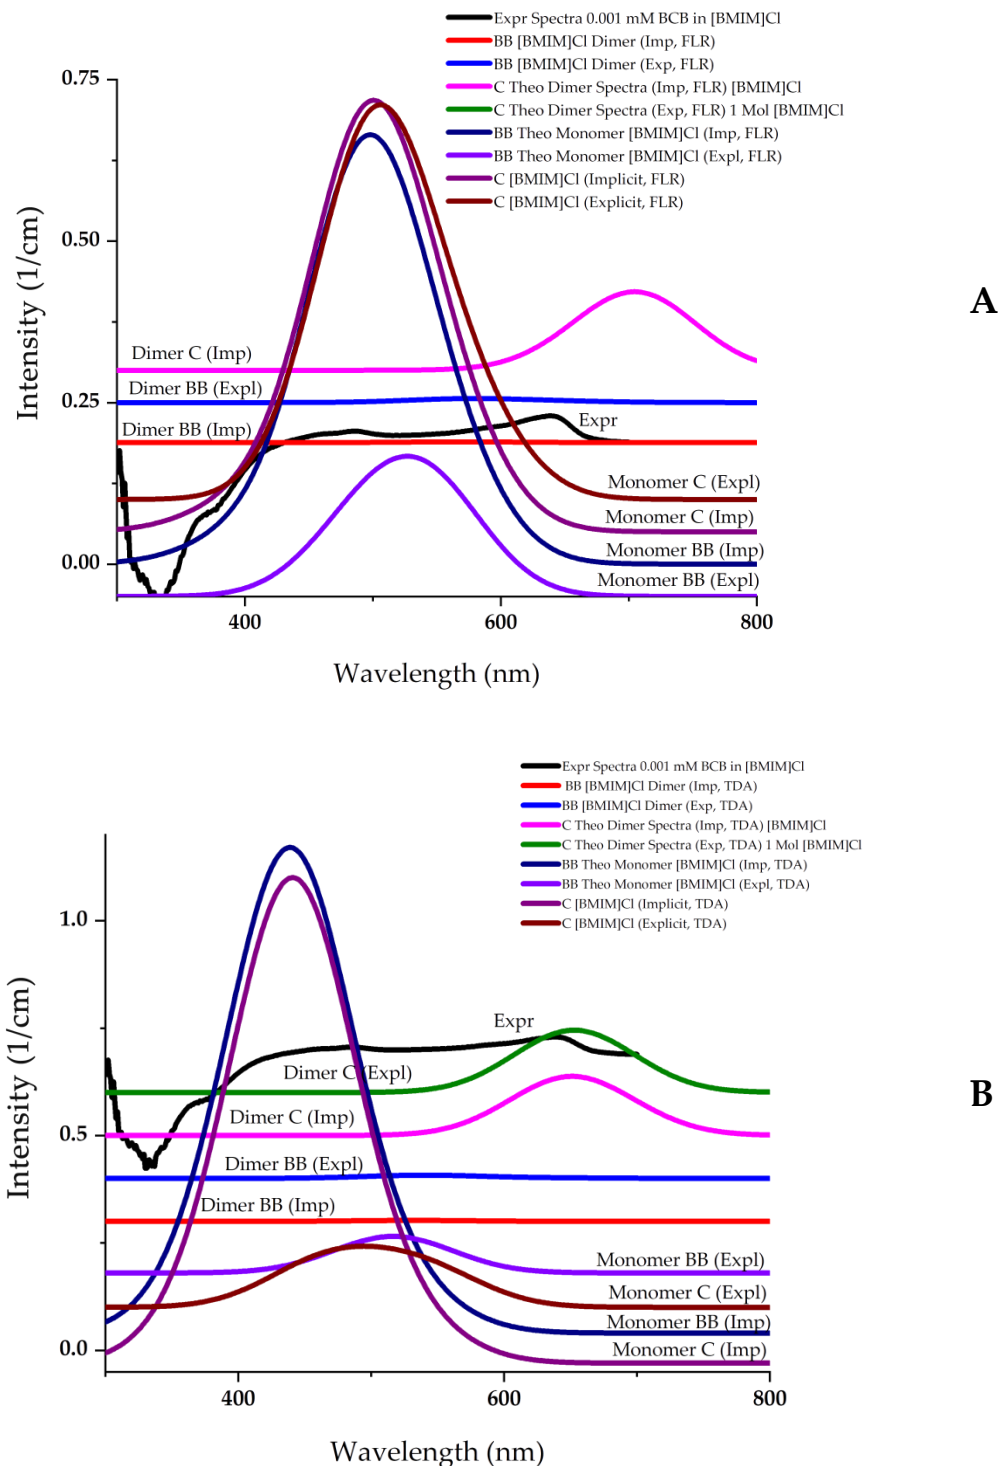 Expr Spectra 0.001 mM BCB in [BMIM]Cl
BB [BMIM]Cl Dimer (Imp, FLR)
BB [BMIM]Cl Dimer (Exp, FLR)
C Theo Dimer Spectra (Imp, FLR) [BMIM]Cl
C Theo Dimer Spectra (Exp, FLR) 1 Mol [BMIM]Cl
BB Theo Monomer [BMIM]Cl (Imp, FLR)
BB Theo Monomer [BMIM]Cl (Expl, FLR)
C [BMIM]Cl (Implicit, FLR)
C [BMIM]Cl (Explicit, FLR)
0.75
0.50
0.25
0.00
Intensity (1/cm)
A
Dimer C (Imp)
Dimer BB (Expl)
Dimer BB (Imp)
Expr
Monomer C (Expl)
Monomer C (Imp)
Monomer BB (Imp)
Monomer BB (Expl)
400
600
800
Wavelength (nm)
Expr Spectra 0.001 mM BCB in [BMIM]Cl
BB [BMIM]Cl Dimer (Imp, TDA)
BB [BMIM]Cl Dimer (Exp, TDA)
C Theo Dimer Spectra (Imp, TDA) [BMIM]Cl
C Theo Dimer Spectra (Exp, TDA) 1 Mol [BMIM]Cl
BB Theo Monomer [BMIM]Cl (Imp, TDA)
BB Theo Monomer [BMIM]Cl (Expl, TDA)
C [BMIM]Cl (Implicit, TDA)
C [BMIM]Cl (Explicit, TDA)
1.0
0.5
0.0
Intensity (1/cm)
B
Expr
Dimer C (Expl)
Dimer C (Imp)
Dimer BB (Expl)
Dimer BB (Imp)
Monomer BB (Expl)
Monomer C (Expl)
Monomer BB (Imp)
Monomer C (Imp)
400
600
800
Wavelength (nm)